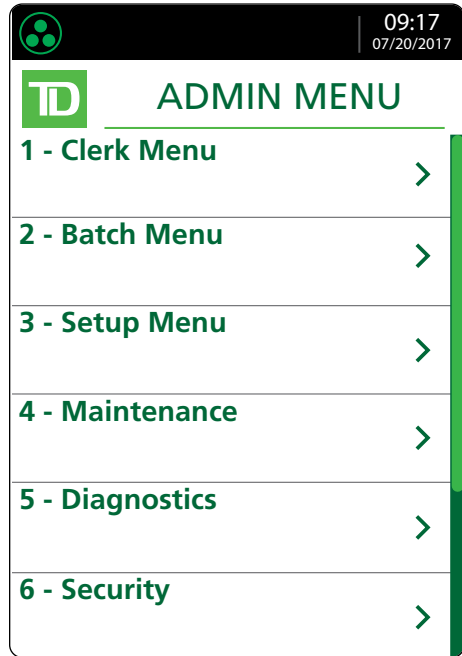 09:17
07/20/2017
TD
ADMIN MENU
1 - Clerk Menu
2 - Batch Menu
3 - Setup Menu
4 - Maintenance
5 - Diagnostics
6 - Security